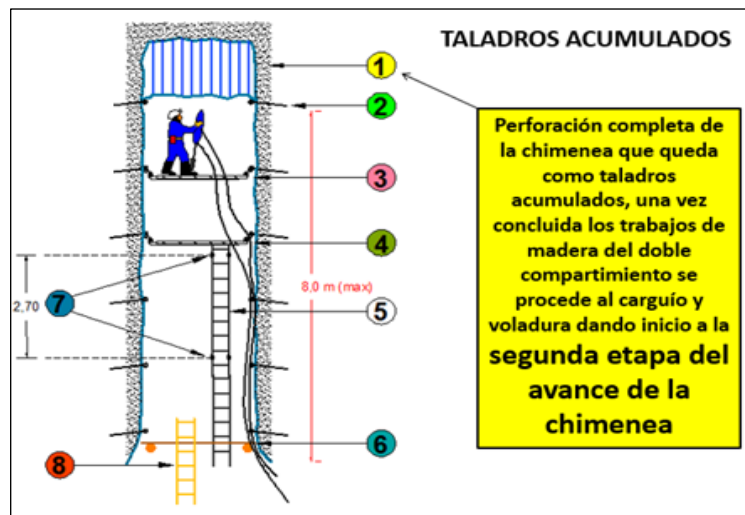 TALADROS ACUMULADOS
1
2
3
4
5
6
7
8
2,70
8,0 m (max)
Perforación completa de
la chimenea que queda
como taladros
acumulados, una vez
concluida los trabajos de
madera del doble
compartimiento se
procede al carguío y
voladura dando inicio a la
segunda etapa del
avance de la
chimenea